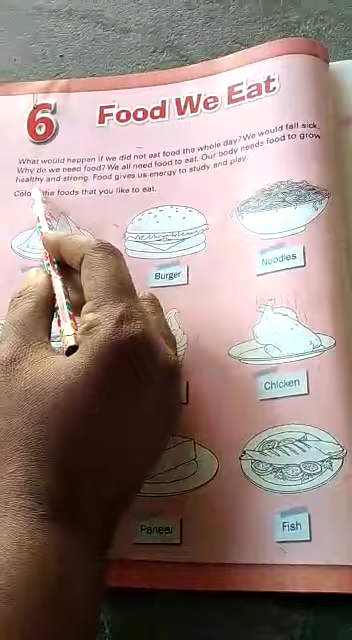 6 Food We Eat
What would happen if we did not eat food the whole day? We would fall sick.
Why do we need food? We all need food to eat. Our body needs food to grow
healthy and strong. Food gives us energy to study and play.
the foods that you like to eat.
Burger
Noodles
Chicken
Paneer
Fish